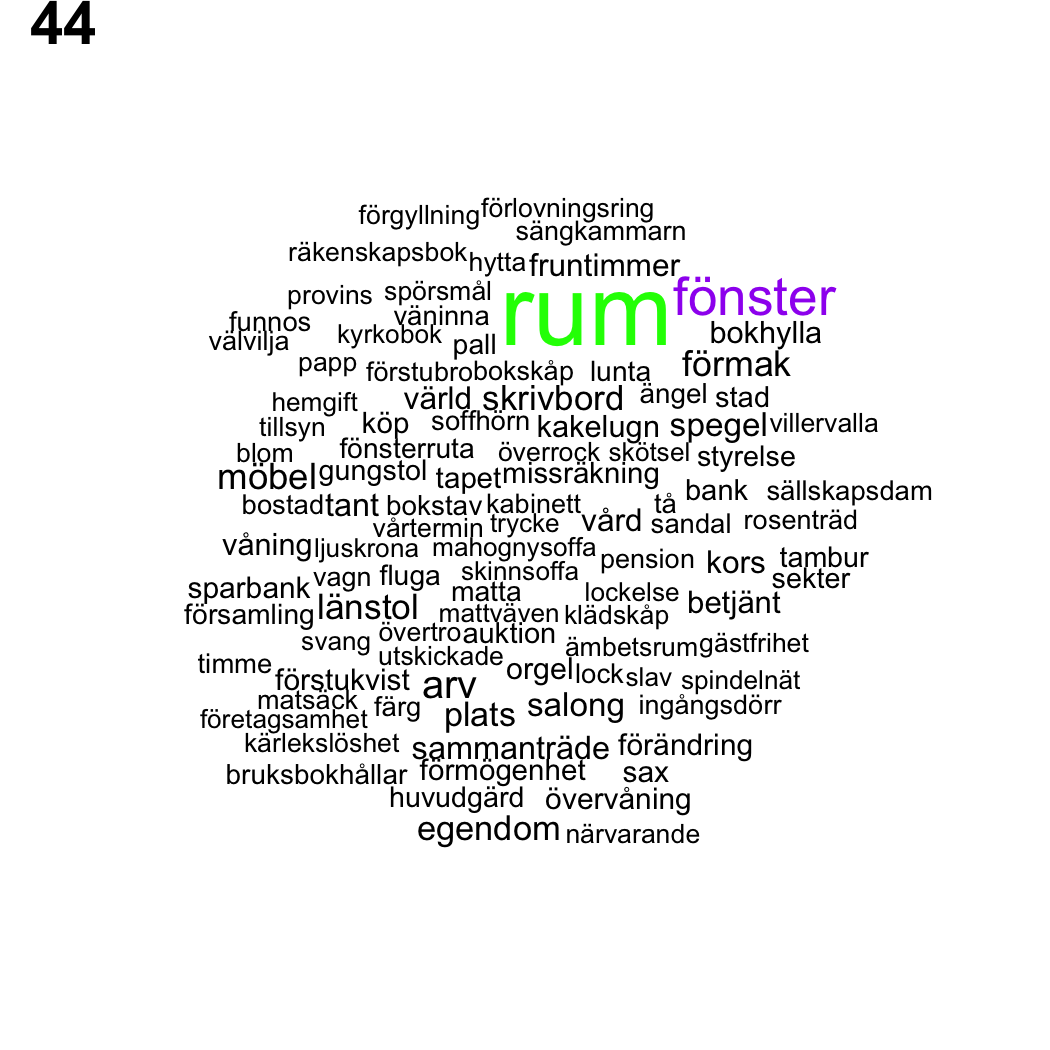 44
förgyllning förlovningsring
sängkammarn
räkenskapsbok hytta fruntimmer
provins spörsmål rum fönster
funnos väninna
välvilja kyrkobok pall bokhylla
papp förstubro bokskåp lunta förmak
hemgift värld skrivbord ängel stad
tillsyn köp soffhörn kakelugn spegel villervalla
blom fönsterruta överrock skötsel styrelse
möbel gungstol tapet missräkning
bostad tant bokstav kabinett tå bank sällskapsdam
vårtermin trycke vård sandal rosenträd
våning ljuskrona mahognysoffa pension kors tambur
sparbank vagn fluga skinnsoffa sekter
matta lockelse betjänt
församling länstol mattväven klädskåp
svang övertro auktion ämbetsrum gästfrihet
timme utskickade orgel lock slav spindelnät
förstukvist arv
matsäck färg plats salong ingångsdörr
företagsamhet
kärlekslöshet sammanträde förändring
bruksbokhållar förmögenhet sax
huvudgärd övervåning
egendom närvarande